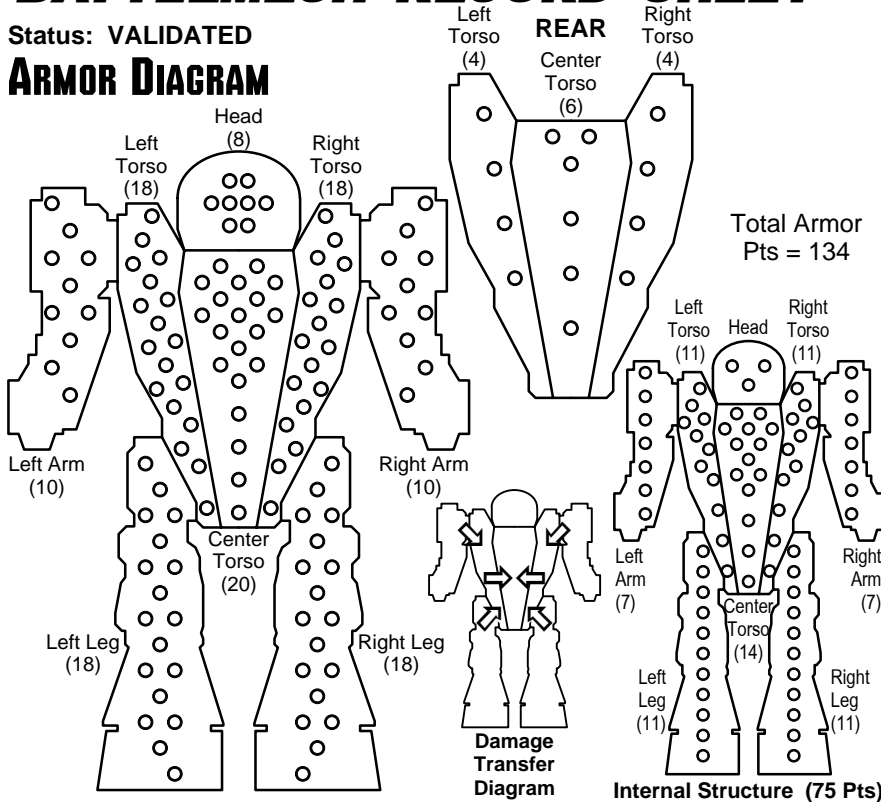 BATTLEMECH RECORD SHEET
Status: VALIDATED
ARMOR DIAGRAM
Head
(8)
Left
Torso
(18)
Right
Torso
(18)
Left Arm
(10)
Right Arm
(10)
Center
Torso
(20)
Left Leg
(18)
Right Leg
(18)
Left
Torso
(4)
REAR
Right
Torso
(4)
Center
Torso
(6)
Total Armor
Pts = 134
Left
Torso
(11)
Head
Right
Torso
(11)
Left
Arm
(7)
Right
Arm
(7)
Center
Torso
(14)
Left
Leg
(11)
Right
Leg
(11)
Damage
Transfer
Diagram
Internal Structure (75 Pts)